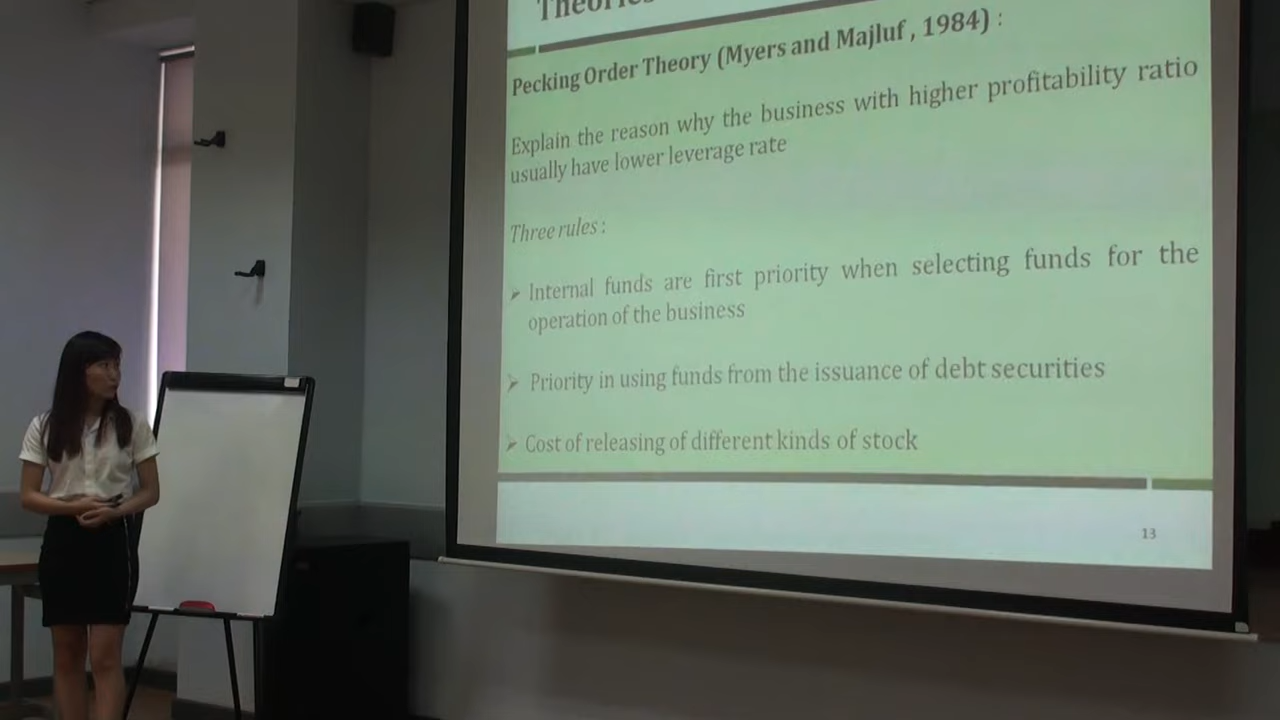 Theories
Pecking Order Theory (Myers and Majluf , 1984) :
Explain the reason why the business with higher profitability ratio
usually have lower leverage rate
Three rules :
➢ Internal funds are first priority when selecting funds for the
operation of the business
➢ Priority in using funds from the issuance of debt securities
➢ Cost of releasing of different kinds of stock
13